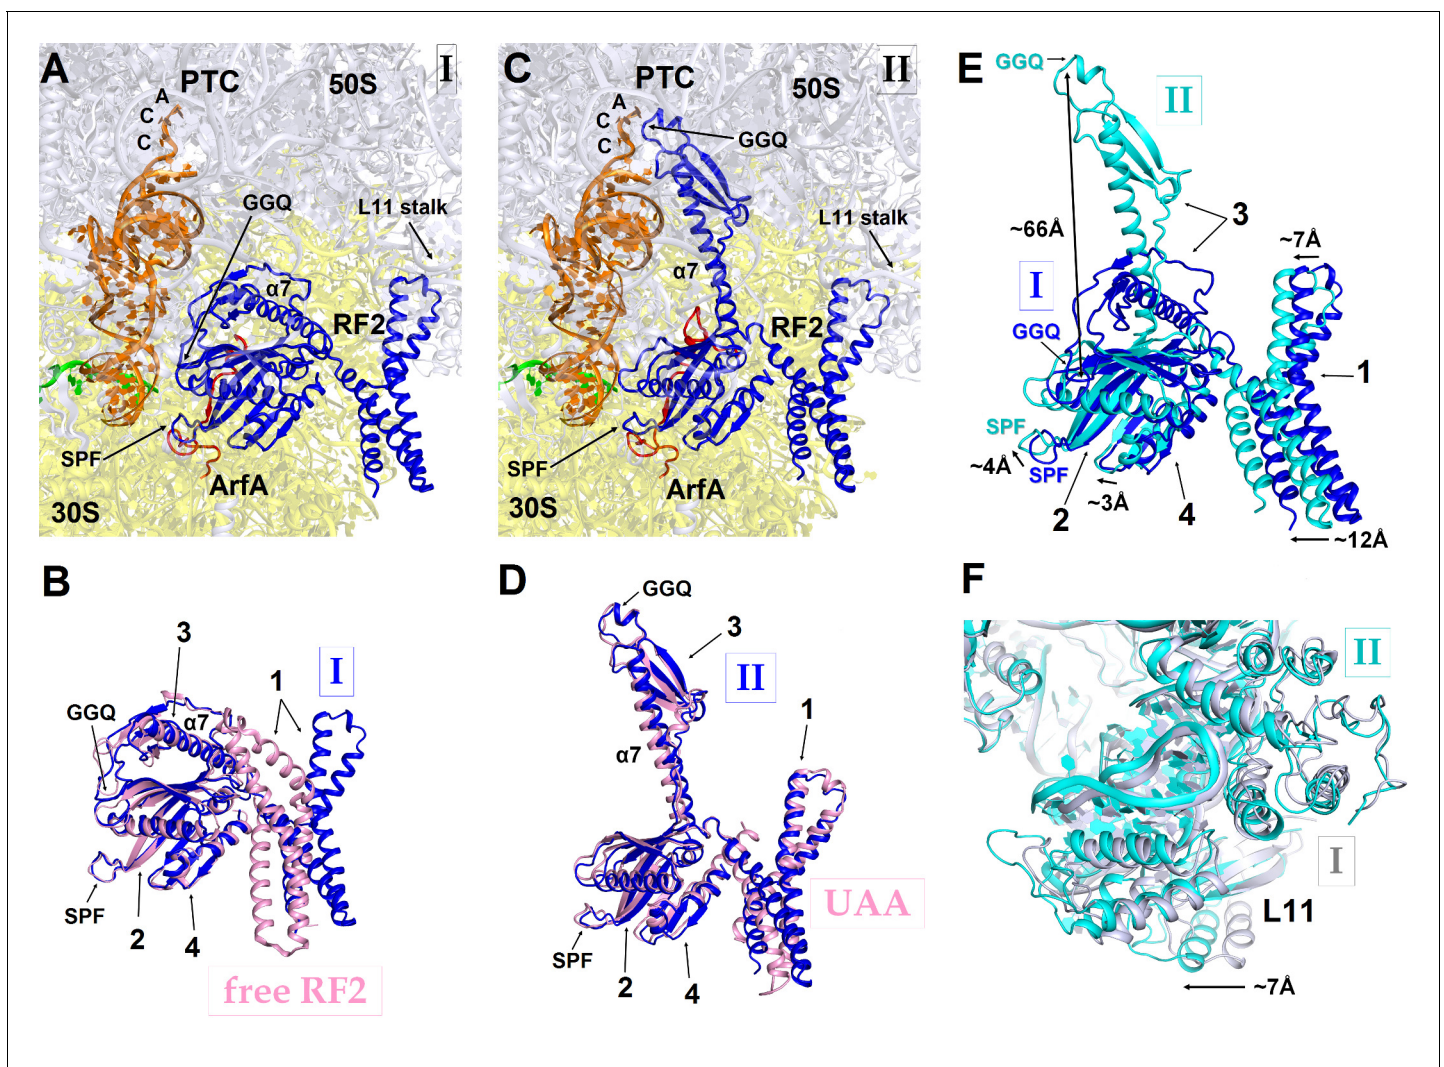 A
I
PTC
50S
A
C
C
GGQ
L11 stalk
α7
RF2
SPF
ArfA
30S
C
II
PTC
50S
A
C
C
GGQ
L11 stalk
α7
RF2
SPF
ArfA
30S
E
GGQ
II
3
~66Å
~7Å
I
GGQ
1
SPF
~4Å
SPF
2
~3Å
4
~12Å
B
3
1
I
GGQ
α7
SPF
2
4
free RF2
D
GGQ
3
II
1
α7
UAA
SPF
2
4
F
II
I
L11
~7Å